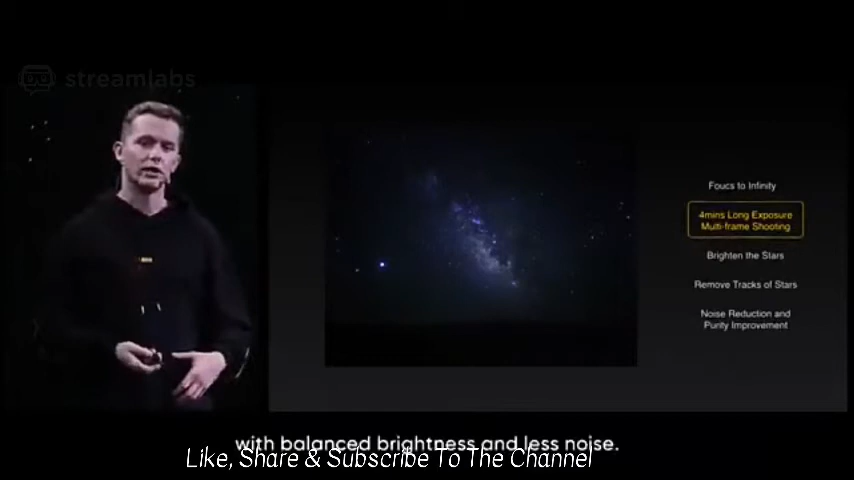 streamlabs
Foucs to Infinity
4mins Long Exposure
Multi-frame Shooting
Brighten the Stars
Remove Tracks of Stars
Noise Reduction and
Purity Improvement
with balanced brightness and less noise.
Like, Share & Subscribe To The Channel